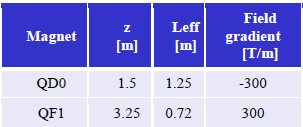 Magnet z [m] Leff [m] Field gradient [T/m]
QD0 1.5 1.25 -300
QF1 3.25 0.72 300